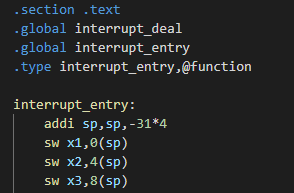 .section .text
.global interrupt_deal
.global interrupt_entry
.type interrupt_entry,@function
interrupt_entry:
addi sp,sp,-31*4
sw x1,0(sp)
sw x2,4(sp)
sw x3,8(sp)